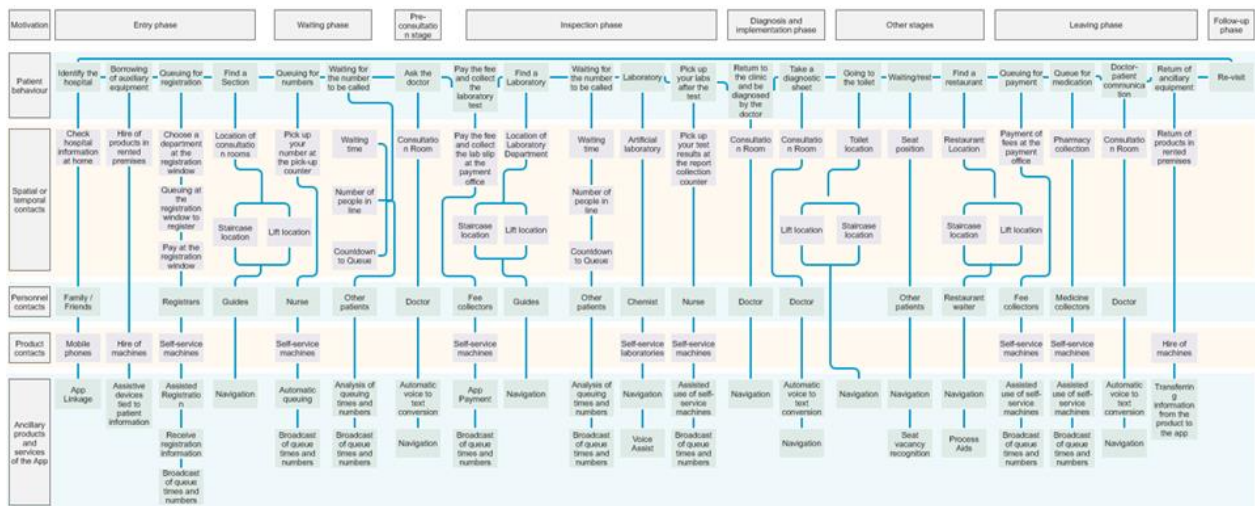 Motivation
Entry phase
Waiting phase
Pre-
consultatio
n stage
Inspection phase
Diagnosis and
implementation phase
Other stages
Leaving phase
Follow-up
phase
Patient
behaviour
Identify the
hospital
Borrowing
of auxiliary
equipment
Queuing for
registration
Find a
Section
Queuing for
numbers
Waiting for
the number
to be called
Ask the
doctor
Pay the fee
and collect
the
laboratory
test
Find a
Laboratory
Waiting for
the number
to be called
Laboratory
Pick up
your labs
after the
test
Return to
the clinic
and be
diagnosed
by the
doctor
Take a
diagnostic
sheet
Going to
the toilet
Waiting/rest
Find a
restaurant
Queuing for
payment
Queue for
medication
Doctor-
patient
communica
tion
Return of
ancillary
equipment
Re-visit
Spatial or
temporal
contacts
Check
hospital
information
at home
Hire of
products in
rented
premises
Choose a
department
at the
registration
window
Location of
consultatio
n rooms
Pick up
your
number at
the pick-up
counter
Waiting
time
Consultatio
n Room
Pay the fee
and collect
the lab slip
at the
payment
office
Location of
Laboratory
Department
Waiting
time
Artificial
laboratory
Pick up
your test
results at
the report
collection
counter
Consultatio
n Room
Consultatio
n Room
Toilet
location
Seat
position
Restaurant
Location
Payment of
fees at the
payment
office
Pharmacy
collection
Consultatio
n Room
Return of
products in
rented
premises
Queuing at
the
registration
window to
register
Number of
people in
line
Number of
people in
line
Staircase
location
Lift location
Staircase
location
Lift location
Lift location
Staircase
location
Staircase
location
Lift location
Pay at the
registration
window
Countdown
to Queue
Countdown
to Queue
Personnel
contacts
Family /
Friends
Registrars
Guides
Nurse
Other
patients
Doctor
Fee
collectors
Guides
Other
patients
Chemist
Nurse
Doctor
Doctor
Other
patients
Restaurant
waiter
Fee
collectors
Medicine
collectors
Doctor
Product
contacts
Mobile
phones
Hire of
machines
Self-service
machines
Self-service
machines
Self-service
machines
Self-service
laboratories
Self-service
machines
Self-service
machines
Self-service
machines
Hire of
machines
Ancillary
products
and
services
of the App
App
Linkage
Assistive
devices
tied to
patient
information
Assisted
Registratio
n
Navigation
Automatic
queuing
Analysis of
queuing
times and
numbers
Automatic
voice to
text
conversion
App
Payment
Navigation
Analysis of
queuing
times and
numbers
Navigation
Assisted
use of self-
service
machines
Navigation
Automatic
voice to
text
conversion
Navigation
Navigation
Navigation
Assisted
use of self-
service
machines
Assisted
use of self-
service
machines
Automatic
voice to
text
conversion
Transferrin
g
information
from the
product to
the app
Receive
registration
information
Broadcast
of queue
times and
numbers
Broadcast
of queue
times and
numbers
Navigation
Broadcast
of queue
times and
numbers
Broadcast
of queue
times and
numbers
Voice
Assist
Broadcast
of queue
times and
numbers
Navigation
Seat
vacancy
recognition
Process
Aids
Broadcast
of queue
times and
numbers
Broadcast
of queue
times and
numbers
Navigation
Broadcast
of queue
times and
numbers